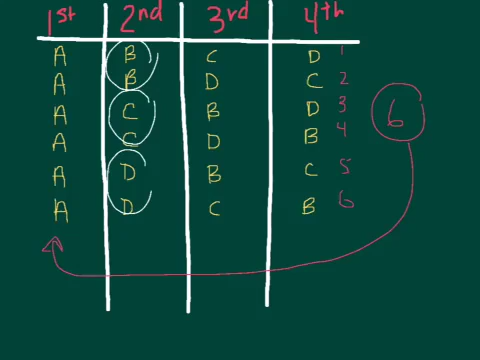 1st 2nd 3rd 4th
A B C D 1
A B D C 2
A C B D 3
6
A C D B 4
A D B C 5
A D C B 6